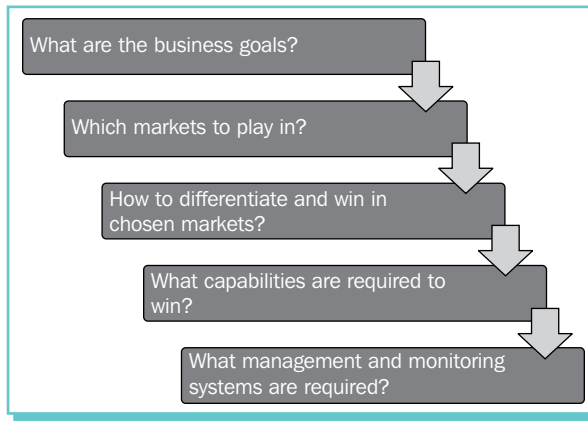 What are the business goals?
Which markets to play in?
How to differentiate and win in
chosen markets?
What capabilities are required to
win?
What management and monitoring
systems are required?